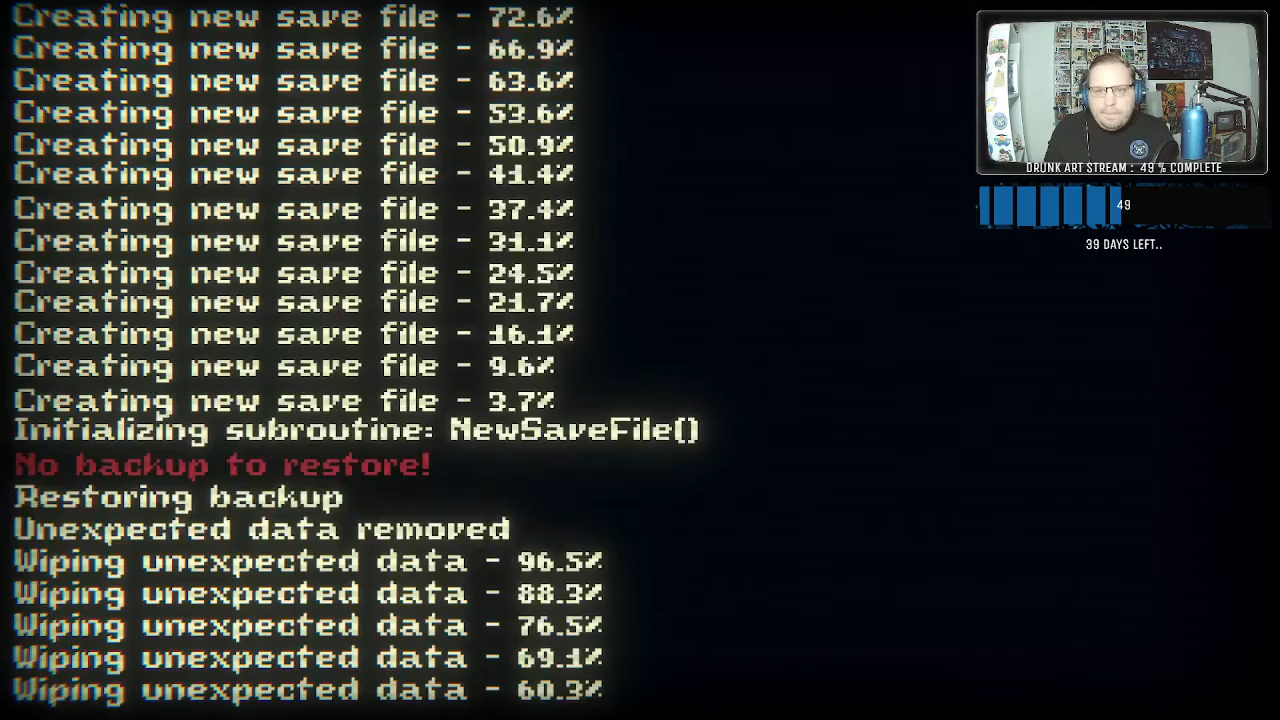 Creating new save file - 72.6%
Creating new save file - 66.9%
Creating new save file - 63.6%
Creating new save file - 53.6%
Creating new save file - 50.9%
Creating new save file - 41.4%
Creating new save file - 37.4%
Creating new save file - 31.1%
Creating new save file - 24.5%
Creating new save file - 21.7%
Creating new save file - 16.1%
Creating new save file - 9.6%
Creating new save file - 3.7%
Initializing subroutine: NewSaveFile()
No backup to restore!
Restoring backup
Unexpected data removed
Wiping unexpected data - 96.5%
Wiping unexpected data - 88.3%
Wiping unexpected data - 76.5%
Wiping unexpected data - 69.1%
Wiping unexpected data - 60.3%
DRUNK ART STREAM : 49 % COMPLETE
49
39 DAYS LEFT..